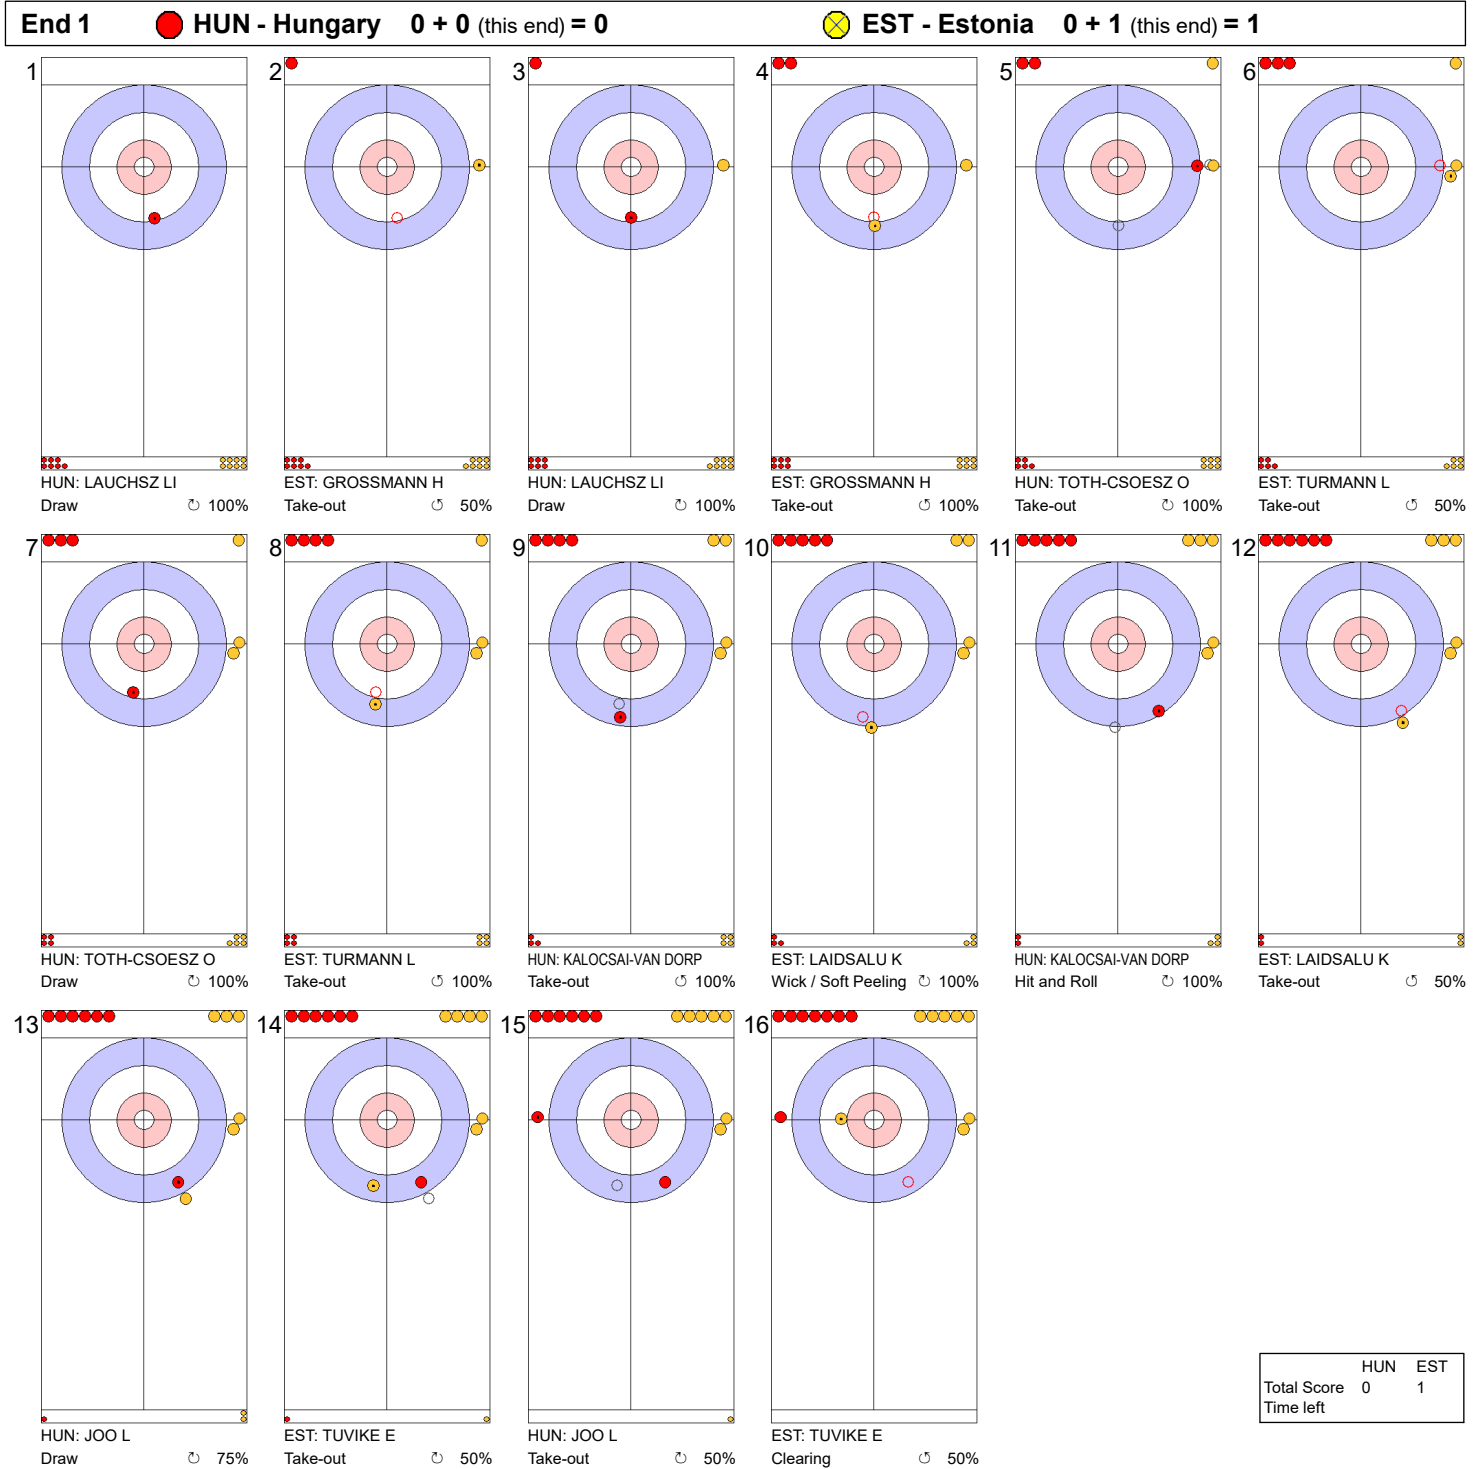 End 1 HUN - Hungary 0 + 0 (this end) = 0 EST - Estonia 0 + 1 (this end) = 1
1 2 3 4 5 6
HUN: LAUCHSZ LI EST: GROSSMANN H HUN: LAUCHSZ LI EST: GROSSMANN H HUN: TOTH-CSOESZ O EST: TURMANN L
Draw ↻ 100% Take-out ↺ 50% Draw ↻ 100% Take-out ↺ 100% Take-out ↺ 100% Take-out ↺ 50%
7 8 9 10 11 12
HUN: TOTH-CSOESZ O EST: TURMANN L HUN: KALOCSAI-VAN DORP EST: LAIDSALU K HUN: KALOCSAI-VAN DORP EST: LAIDSALU K
Draw ↻ 100% Take-out ↻ 100% Take-out ↺ 100% Wick / Soft Peeling ↻ 100% Hit and Roll ↻ 100% Take-out ↺ 50%
13 14 15 16
HUN EST
Total Score 0 1
Time left
HUN: JOO L EST: TUVIKE E HUN: JOO L EST: TUVIKE E
Draw ↻ 75% Take-out ↻ 50% Take-out ↻ 50% Clearing ↺ 50%